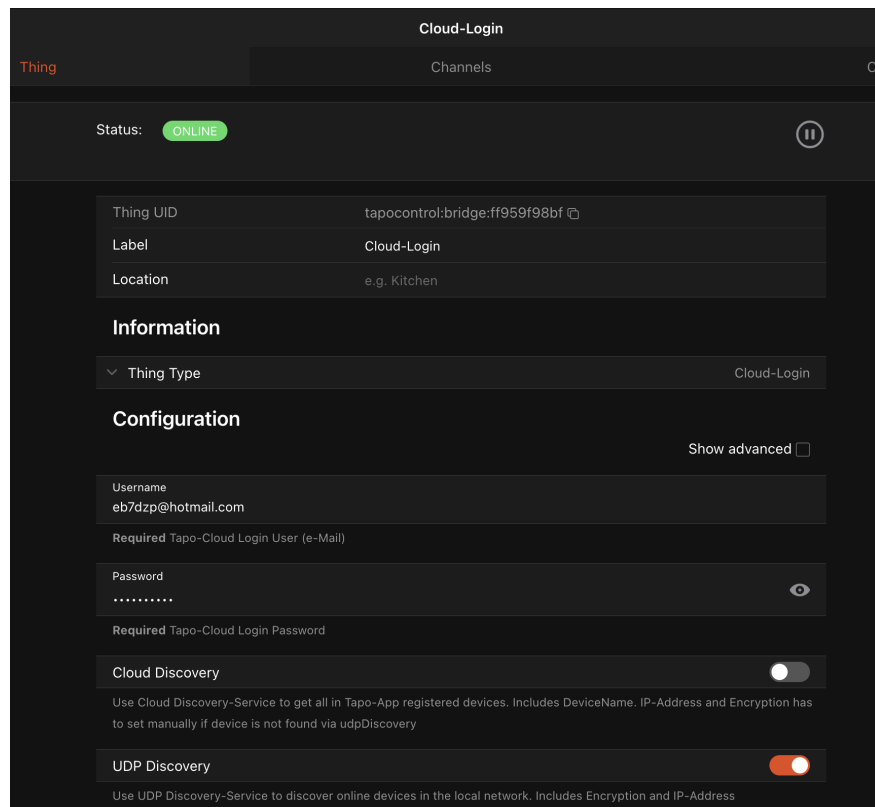 Cloud-Login
Thing
Channels
C
Status:
ONLINE
Thing UID
tapocontrol:bridge:ff959f98bf
Label
Cloud-Login
Location
e.g. Kitchen
Information
Thing Type
Cloud-Login
Configuration
Show advanced
Username
eb7dzp@hotmail.com
Required Tapo-Cloud Login User (e-Mail)
Password
••••••••••
Required Tapo-Cloud Login Password
Cloud Discovery
Use Cloud Discovery-Service to get all in Tapo-App registered devices. Includes DeviceName. IP-Address and Encryption has
to set manually if device is not found via udpDiscovery
UDP Discovery
Use UDP Discovery-Service to discover online devices in the local network. Includes Encryption and IP-Address